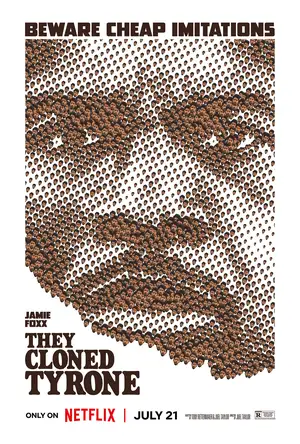 BEWARE CHEAP IMITATIONS
JAMIE
FOXX
THEY
CLONED
TYRONE
ONLY ON NETFLIX | JULY 21
R